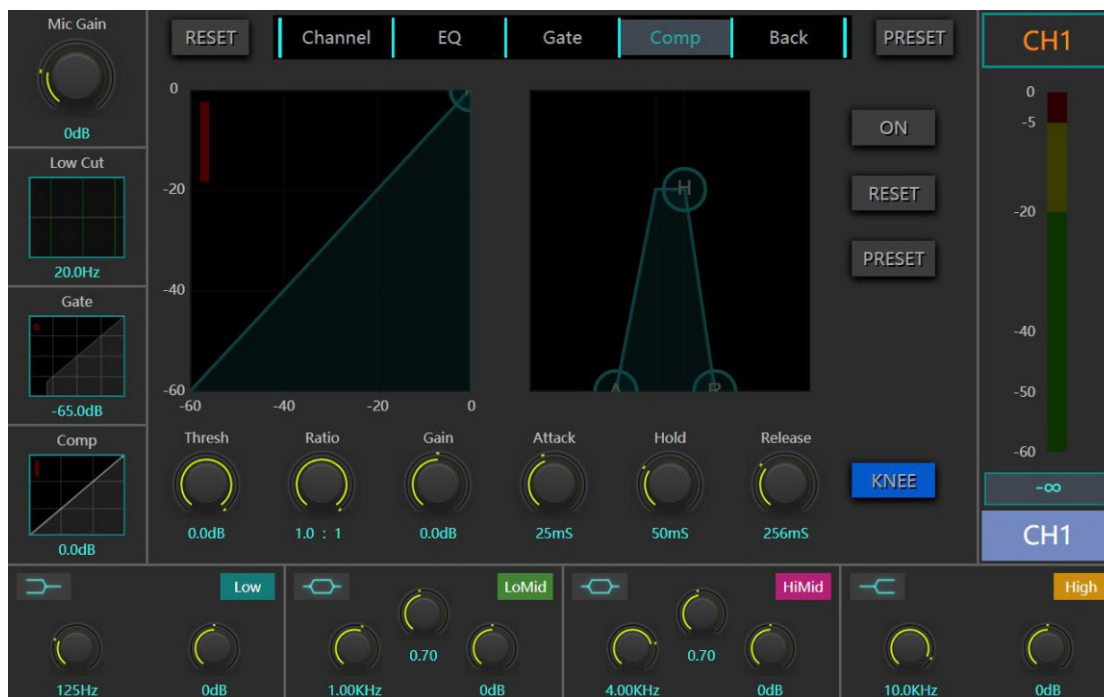 Mic Gain
0dB
Low Cut
20.0Hz
Gate
-65.0dB
Comp
0.0dB
RESET
Channel
EQ
Gate
Comp
Back
PRESET
0
-20
-40
-60
-60
-40
-20
0
H
A
R
ON
RESET
PRESET
KNEE
Thresh
Ratio
Gain
Attack
Hold
Release
0.0dB
1.0 : 1
0.0dB
25mS
50mS
256mS
CH1
0
-5
-20
-40
-50
-60
-∞
CH1
Low
125Hz
0dB
LoMid
0.70
1.00KHz
0dB
HiMid
0.70
4.00KHz
0dB
High
10.0KHz
0dB